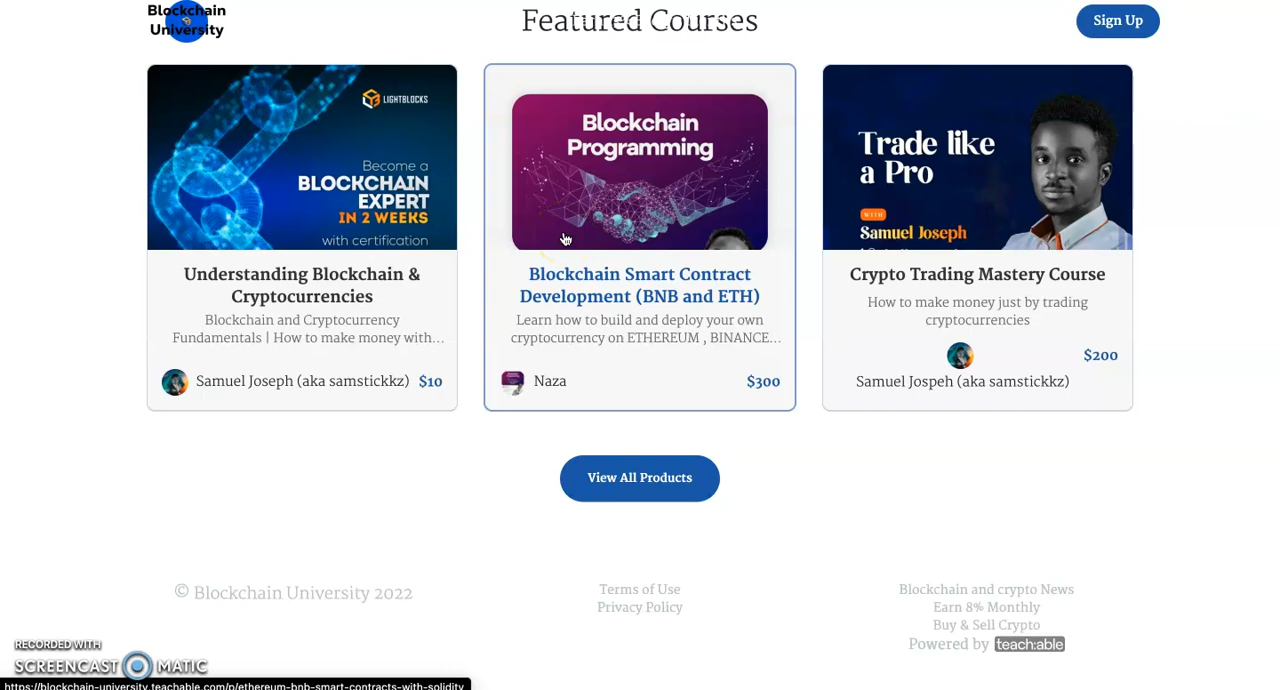 Blockchain
University
Featured Courses
Sign Up
LIGHTBLOCKS
Become a
BLOCKCHAIN
EXPERT
IN 2 WEEKS
with certification
Understanding Blockchain &
Cryptocurrencies
Blockchain and Cryptocurrency
Fundamentals | How to make money with...
Samuel Joseph (aka samstickkz) $10
Blockchain
Programming
Blockchain Smart Contract
Development (BNB and ETH)
Learn how to build and deploy your own
cryptocurrency on ETHEREUM , BINANCE...
Naza $300
Trade like
a Pro
WITH
Samuel Joseph
Crypto Trading Mastery Course
How to make money just by trading
cryptocurrencies
$200
Samuel Jospeh (aka samstickkz)
View All Products
© Blockchain University 2022
Terms of Use
Privacy Policy
Blockchain and crypto News
Earn 8% Monthly
Buy & Sell Crypto
Powered by teach:able
RECORDED WITH
SCREENCAST MATIC
https://blockchain-university.teachable.com/p/ethereum-bnb-smart-contracts-with-solidity